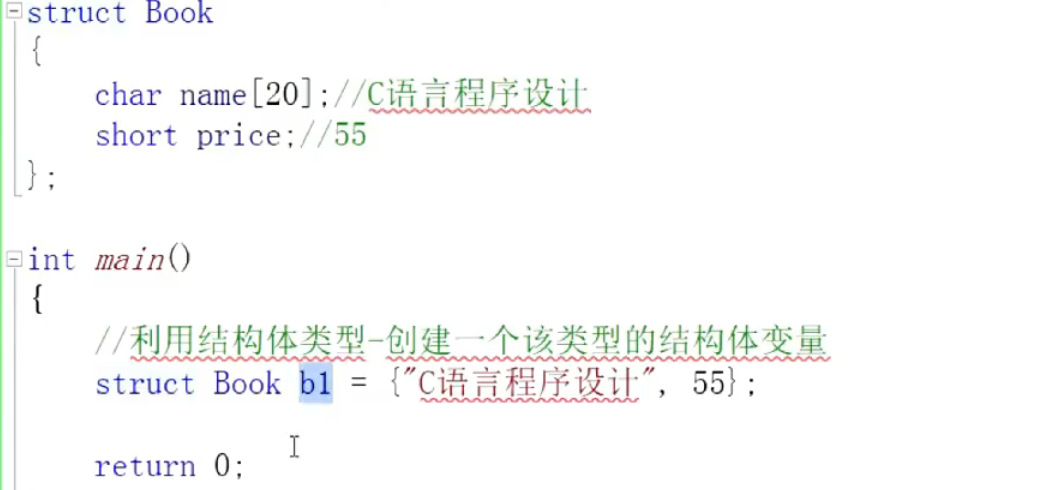 struct Book
{
char name[20];//C语言程序设计
short price;//55
};
int main()
{
//利用结构体类型-创建一个该类型的结构体变量
struct Book b1 = {"C语言程序设计", 55};
return 0;